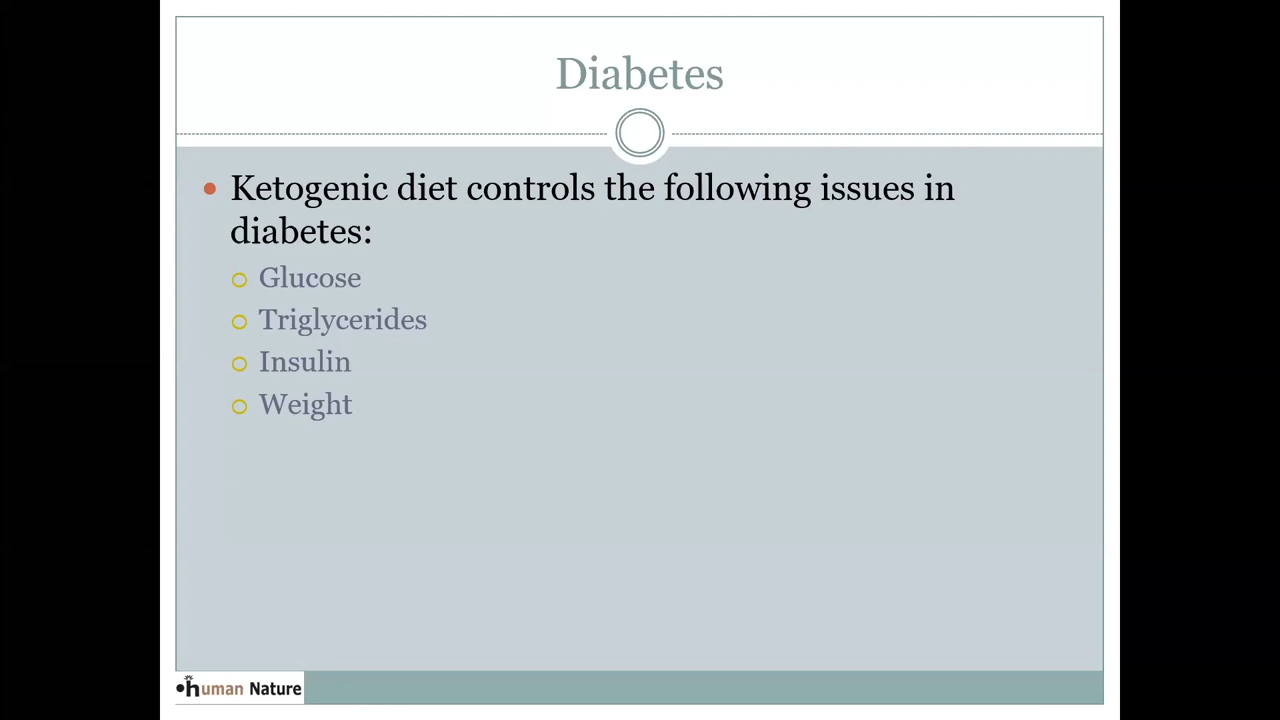 Diabetes
• Ketogenic diet controls the following issues in
diabetes:
Glucose
Triglycerides
Insulin
Weight
•human Nature